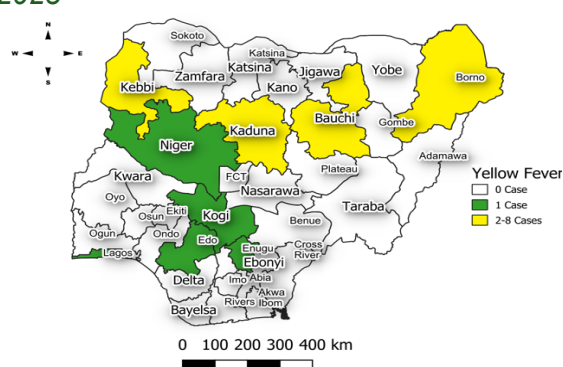 2023
N
W E
S
Sokoto
Katsina
Katsina
Zamfara
Jigawa
Yobe
Kano
Kebbi
Borno
Bauchi
Gombe
Kaduna
Niger
Adamawa
Plateau
FCT
Kwara
Nasarawa
Oyo
Taraba
Ekiti
Osun
Kogi
Benue
Ogun
Ondo
Edo
Lagos
Enugu
Cross
River
Ebonyi
Delta
Imo
Abia
Akwa
Ibom
Rivers
Bayelsa
Yellow Fever
0 Case
1 Case
2-8 Cases
0 100 200 300 400 km